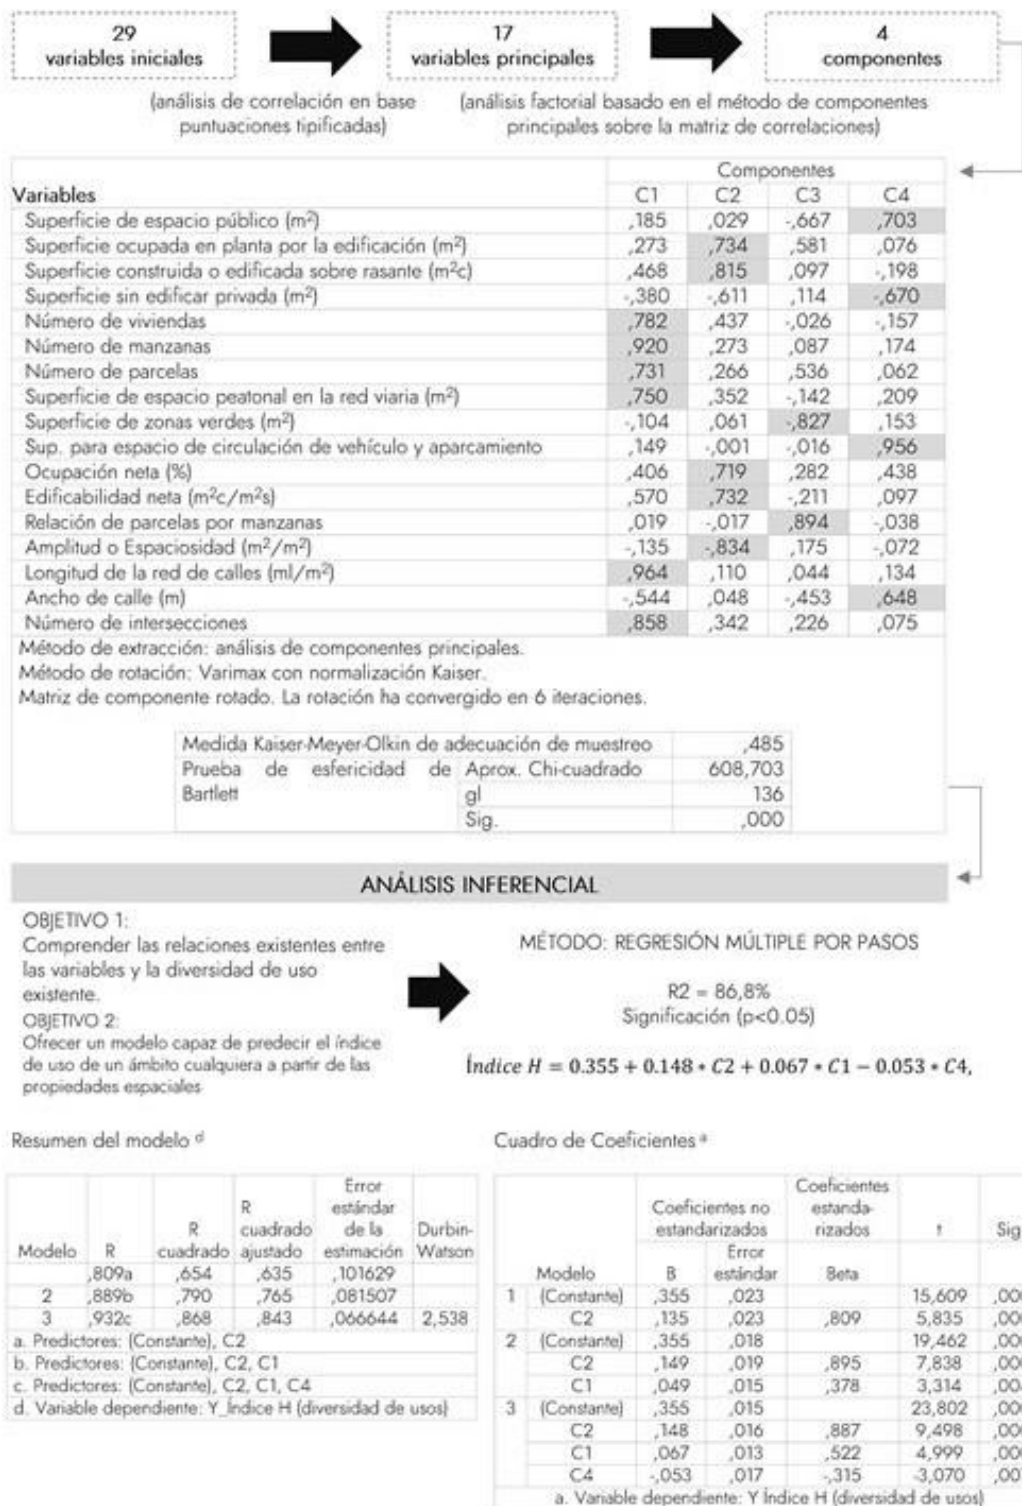 29
variables iniciales
17
variables principales
4
componentes
(análisis de correlación en base
puntuaciones tipificadas)
(análisis factorial basado en el método de componentes
principales sobre la matriz de correlaciones)
Componentes
Variables C1 C2 C3 C4
Superficie de espacio público (m²) ,185 ,029 -,667 ,703
Superficie ocupada en planta por la edificación (m²) ,273 ,734 ,581 ,076
Superficie construida o edificada sobre rasante (m²c) ,468 ,815 ,097 -,198
Superficie sin edificar privada (m²) -,380 -,611 ,114 -,670
Número de viviendas ,782 ,437 -,026 -,157
Número de manzanas ,920 ,273 ,087 ,174
Número de parcelas ,731 ,266 ,536 ,062
Superficie de espacio peatonal en la red viaria (m²) ,750 ,352 -,142 ,209
Superficie de zonas verdes (m²) -,104 ,061 -,827 ,153
Sup. para espacio de circulación de vehículo y aparcamiento ,149 -,001 -,016 ,956
Ocupación neta (%) ,406 ,719 ,282 ,438
Edificabilidad neta (m²c/m²s) ,570 ,732 -,211 ,097
Relación de parcelas por manzanas ,019 -,017 ,894 -,038
Amplitud o Espaciosidad (m²/m²) -,135 -,834 ,175 -,072
Longitud de la red de calles (ml/m²) ,964 ,110 ,044 ,134
Ancho de calle (m) -,544 ,048 -,453 ,648
Número de intersecciones ,858 ,342 ,226 ,075
Método de extracción: análisis de componentes principales.
Método de rotación: Varimax con normalización Kaiser.
Matriz de componente rotado. La rotación ha convergido en 6 iteraciones.
Medida Kaiser-Meyer-Olkin de adecuación de muestreo ,485
Prueba de esfericidad de Aprox. Chi-cuadrado 608,703
Bartlett gl 136
Sig. ,000
ANÁLISIS INFERENCIAL
OBJETIVO 1:
Comprender las relaciones existentes entre
las variables y la diversidad de uso
existente.
OBJETIVO 2:
Ofrecer un modelo capaz de predecir el índice
de uso de un ámbito cualquiera a partir de las
propiedades espaciales
MÉTODO: REGRESIÓN MÚLTIPLE POR PASOS
R2 = 86,8%
Significación (p<0.05)
Índice H = 0.355 + 0.148 * C2 + 0.067 * C1 − 0.053 * C4,
Resumen del modelo d
Modelo R R cuadrado R cuadrado ajustado Error estándar de la estimación Durbin-Watson
,809a ,654 ,635 ,101629
2 ,889b ,790 ,765 ,081507
3 ,932c ,868 ,843 ,066644 2,538
a. Predictores: (Constante), C2
b. Predictores: (Constante), C2, C1
c. Predictores: (Constante), C2, C1, C4
d. Variable dependiente: Y_Índice H (diversidad de usos)
Cuadro de Coeficientes a
Modelo Coeficientes no estandarizados Coeficientes estanda-rizados t Sig
B Error estándar Beta
1 (Constante) ,355 ,023 15,609
C2 ,135 ,023 ,809 5,835
2 (Constante) ,355 ,018 19,462
C2 ,149 ,019 ,895 7,838
C1 ,049 ,015 ,378 3,314
3 (Constante) ,355 ,015 23,802
C2 ,148 ,016 ,887 9,498
C1 ,067 ,013 ,522 4,999
C4 -,053 ,017 -,315 -3,070
a. Variable dependiente: Y Índice H (diversidad de usos)